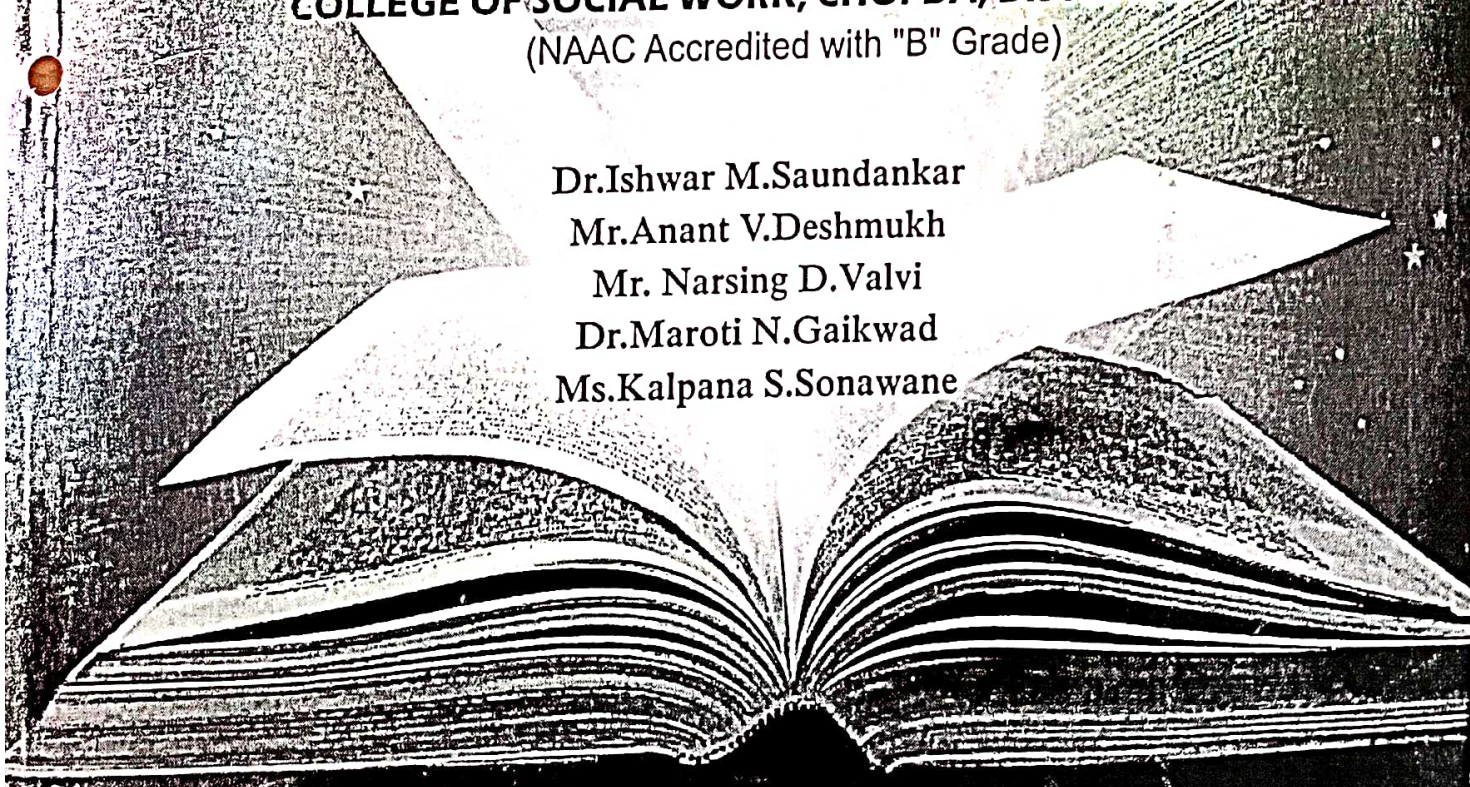 COLLEGE OF SOCIAL WORK, CHOPDA,
(NAAC Accredited with "B" Grade)
Dr.Ishwar M.Saundankar
Mr.Anant V.Deshmukh
Mr. Narsing D.Valvi
Dr.Maroti N.Gaikwad
Ms.Kalpana S.Sonawane